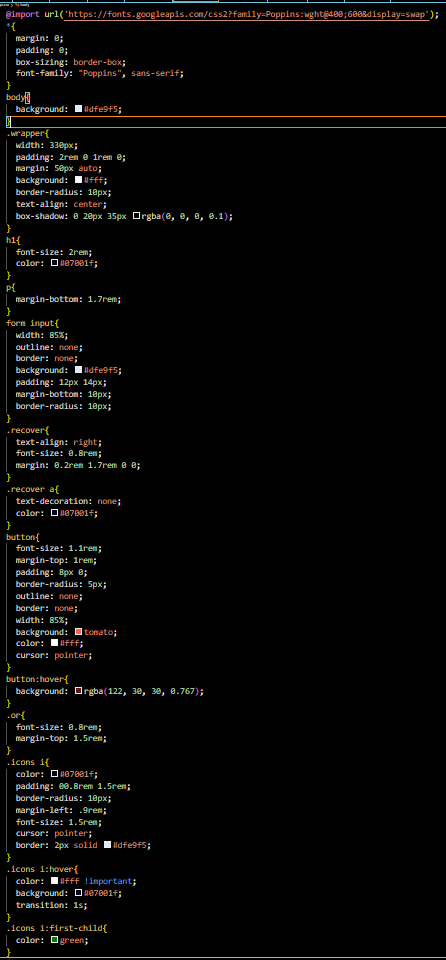 @import url('https://fonts.googleapis.com/css2?family=Poppins:wght@400;600&display=swap');
*{
margin: 0;
padding: 0;
box-sizing: border-box;
font-family: "Poppins", sans-serif;
}
body{
background: #dfe9f5;
}
.wrapper{
width: 330px;
padding: 2rem 0 1rem 0;
margin: 50px auto;
background: #fff;
border-radius: 10px;
text-align: center;
box-shadow: 0 20px 35px rgba(0, 0, 0, 0.1);
}
h1{
font-size: 2rem;
color: #07001f;
}
p{
margin-bottom: 1.7rem;
}
form input{
width: 85%;
outline: none;
border: none;
background: #dfe9f5;
padding: 12px 14px;
margin-bottom: 10px;
border-radius: 10px;
}
.recover{
text-align: right;
font-size: 0.8rem;
margin: 0.2rem 1.7rem 0 0;
}
.recover a{
text-decoration: none;
color: #07001f;
}
button{
font-size: 1.1rem;
margin-top: 1rem;
padding: 8px 0;
border-radius: 5px;
outline: none;
border: none;
width: 85%;
background: tomato;
color: #fff;
cursor: pointer;
}
button:hover{
background: rgba(122, 30, 30, 0.767);
}
.or{
font-size: 0.8rem;
margin-top: 1.5rem;
}
.icons i{
color: #07001f;
padding: 00.8rem 1.5rem;
border-radius: 10px;
margin-left: .9rem;
font-size: 1.5rem;
cursor: pointer;
border: 2px solid #dfe9f5;
}
.icons i:hover{
color: #fff !important;
background: #07001f;
transition: 1s;
}
.icons i:first-child{
color: green;
}